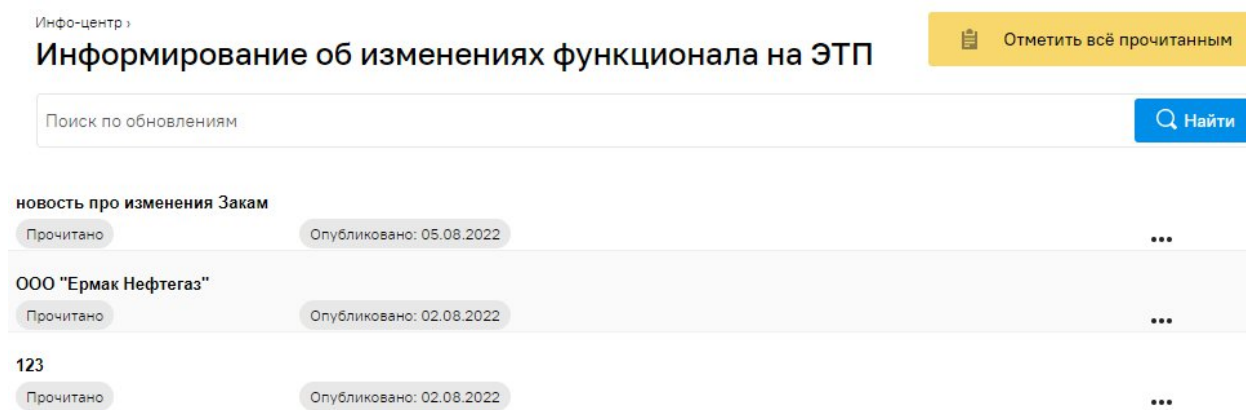 Инфо-центр ›
Информирование об изменениях функционала на ЭТП
Отметить всё прочитанным
Поиск по обновлениям
Найти
новость про изменения Закам
Прочитано Опубликовано: 05.08.2022
ООО "Ермак Нефтегаз"
Прочитано Опубликовано: 02.08.2022
123
Прочитано Опубликовано: 02.08.2022